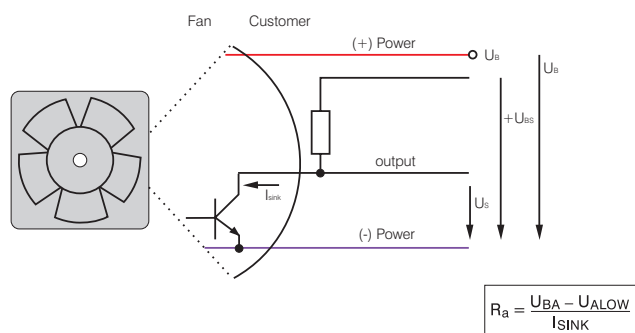 Fan Customer
(+) Power
UB
UB
+UBS
output
Isink
US
(-) Power
Ra = UBA – UALOW / ISINK